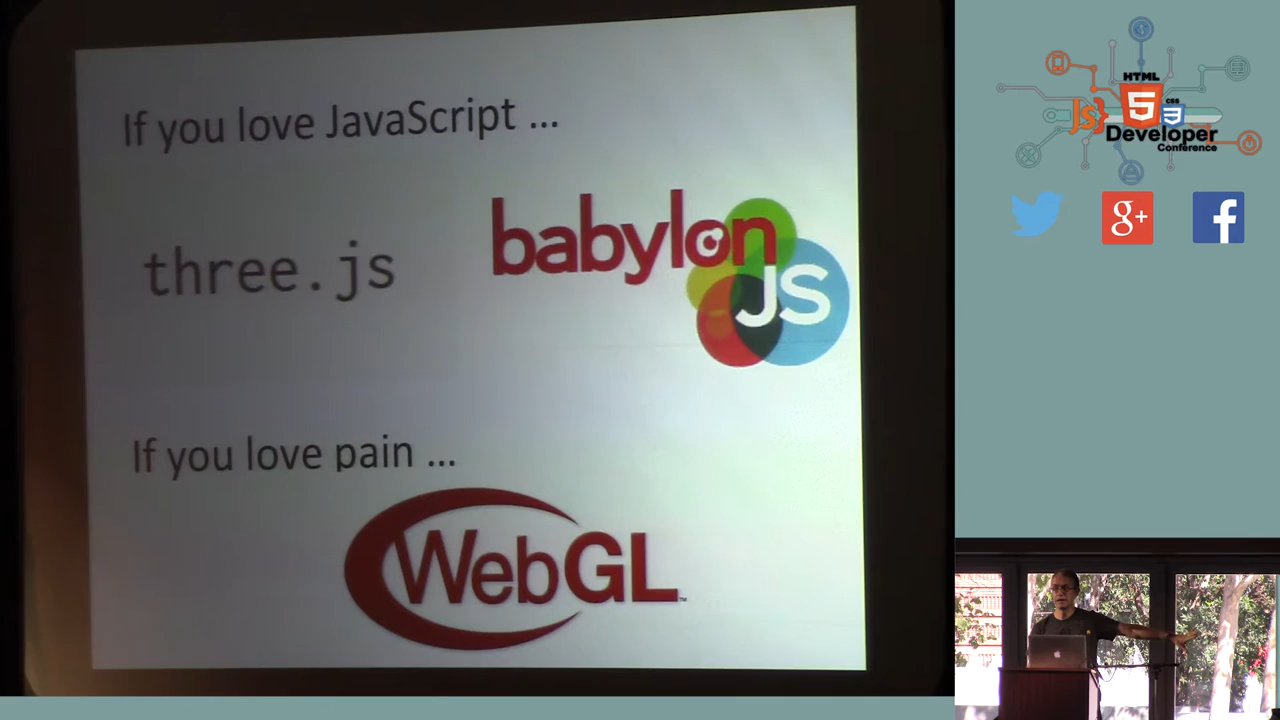 If you love JavaScript ...
three.js
babylon
JS
If you love pain ...
WebGL™
HTML
5
CSS
3
JS}
Developer
Conference
g+
f